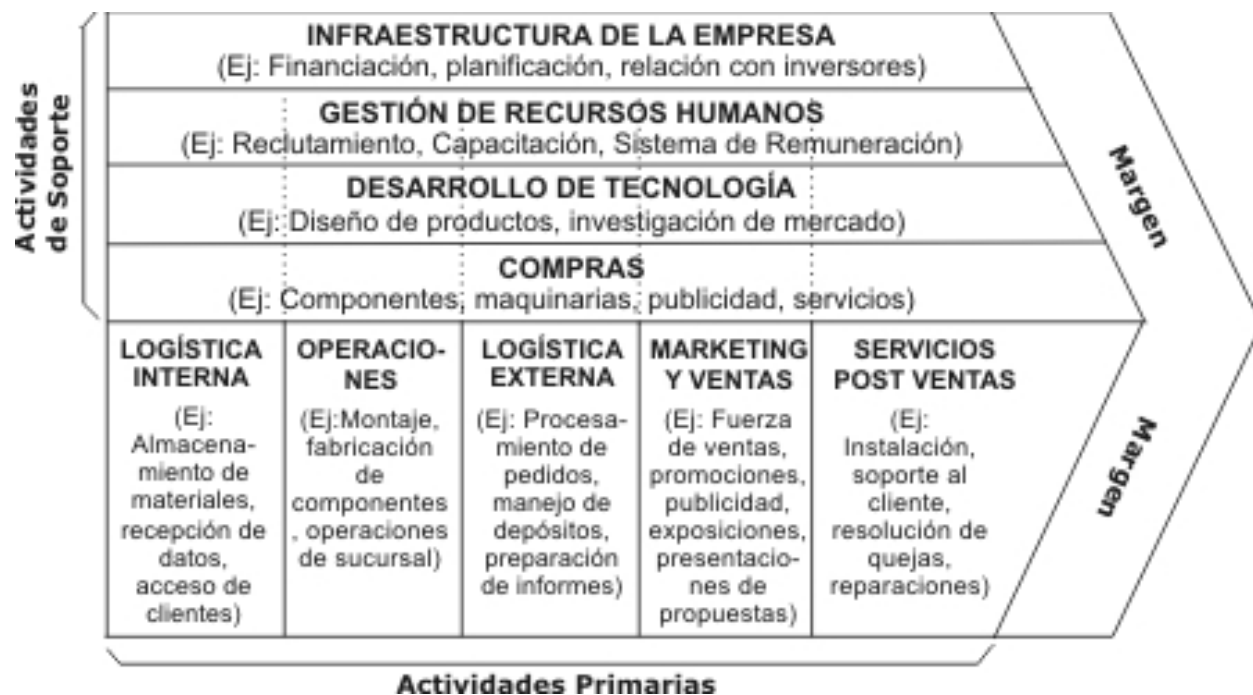 Actividades
de Soporte
INFRAESTRUCTURA DE LA EMPRESA
(Ej: Financiación, planificación, relación con inversores)
GESTIÓN DE RECURSOS HUMANOS
(Ej: Reclutamiento, Capacitación, Sistema de Remuneración)
DESARROLLO DE TECNOLOGÍA
(Ej: Diseño de productos, investigación de mercado)
COMPRAS
(Ej: Componentes, maquinarias, publicidad, servicios)
Margen
LOGÍSTICA
INTERNA
(Ej:
Almacena-
miento de
materiales,
recepción de
datos,
acceso de
clientes)
OPERACIO-
NES
(Ej:Montaje,
fabricación
de
componentes
, operaciones
de sucursal)
LOGÍSTICA
EXTERNA
(Ej: Procesa-
miento de
pedidos,
manejo de
depósitos,
preparación
de informes)
MARKETING
Y VENTAS
(Ej: Fuerza
de ventas,
promociones,
publicidad,
exposiciones,
presentacio-
nes de
propuestas)
SERVICIOS
POST VENTAS
(Ej:
Instalación,
soporte al
cliente,
resolución de
quejas,
reparaciones)
Margen
Actividades Primarias